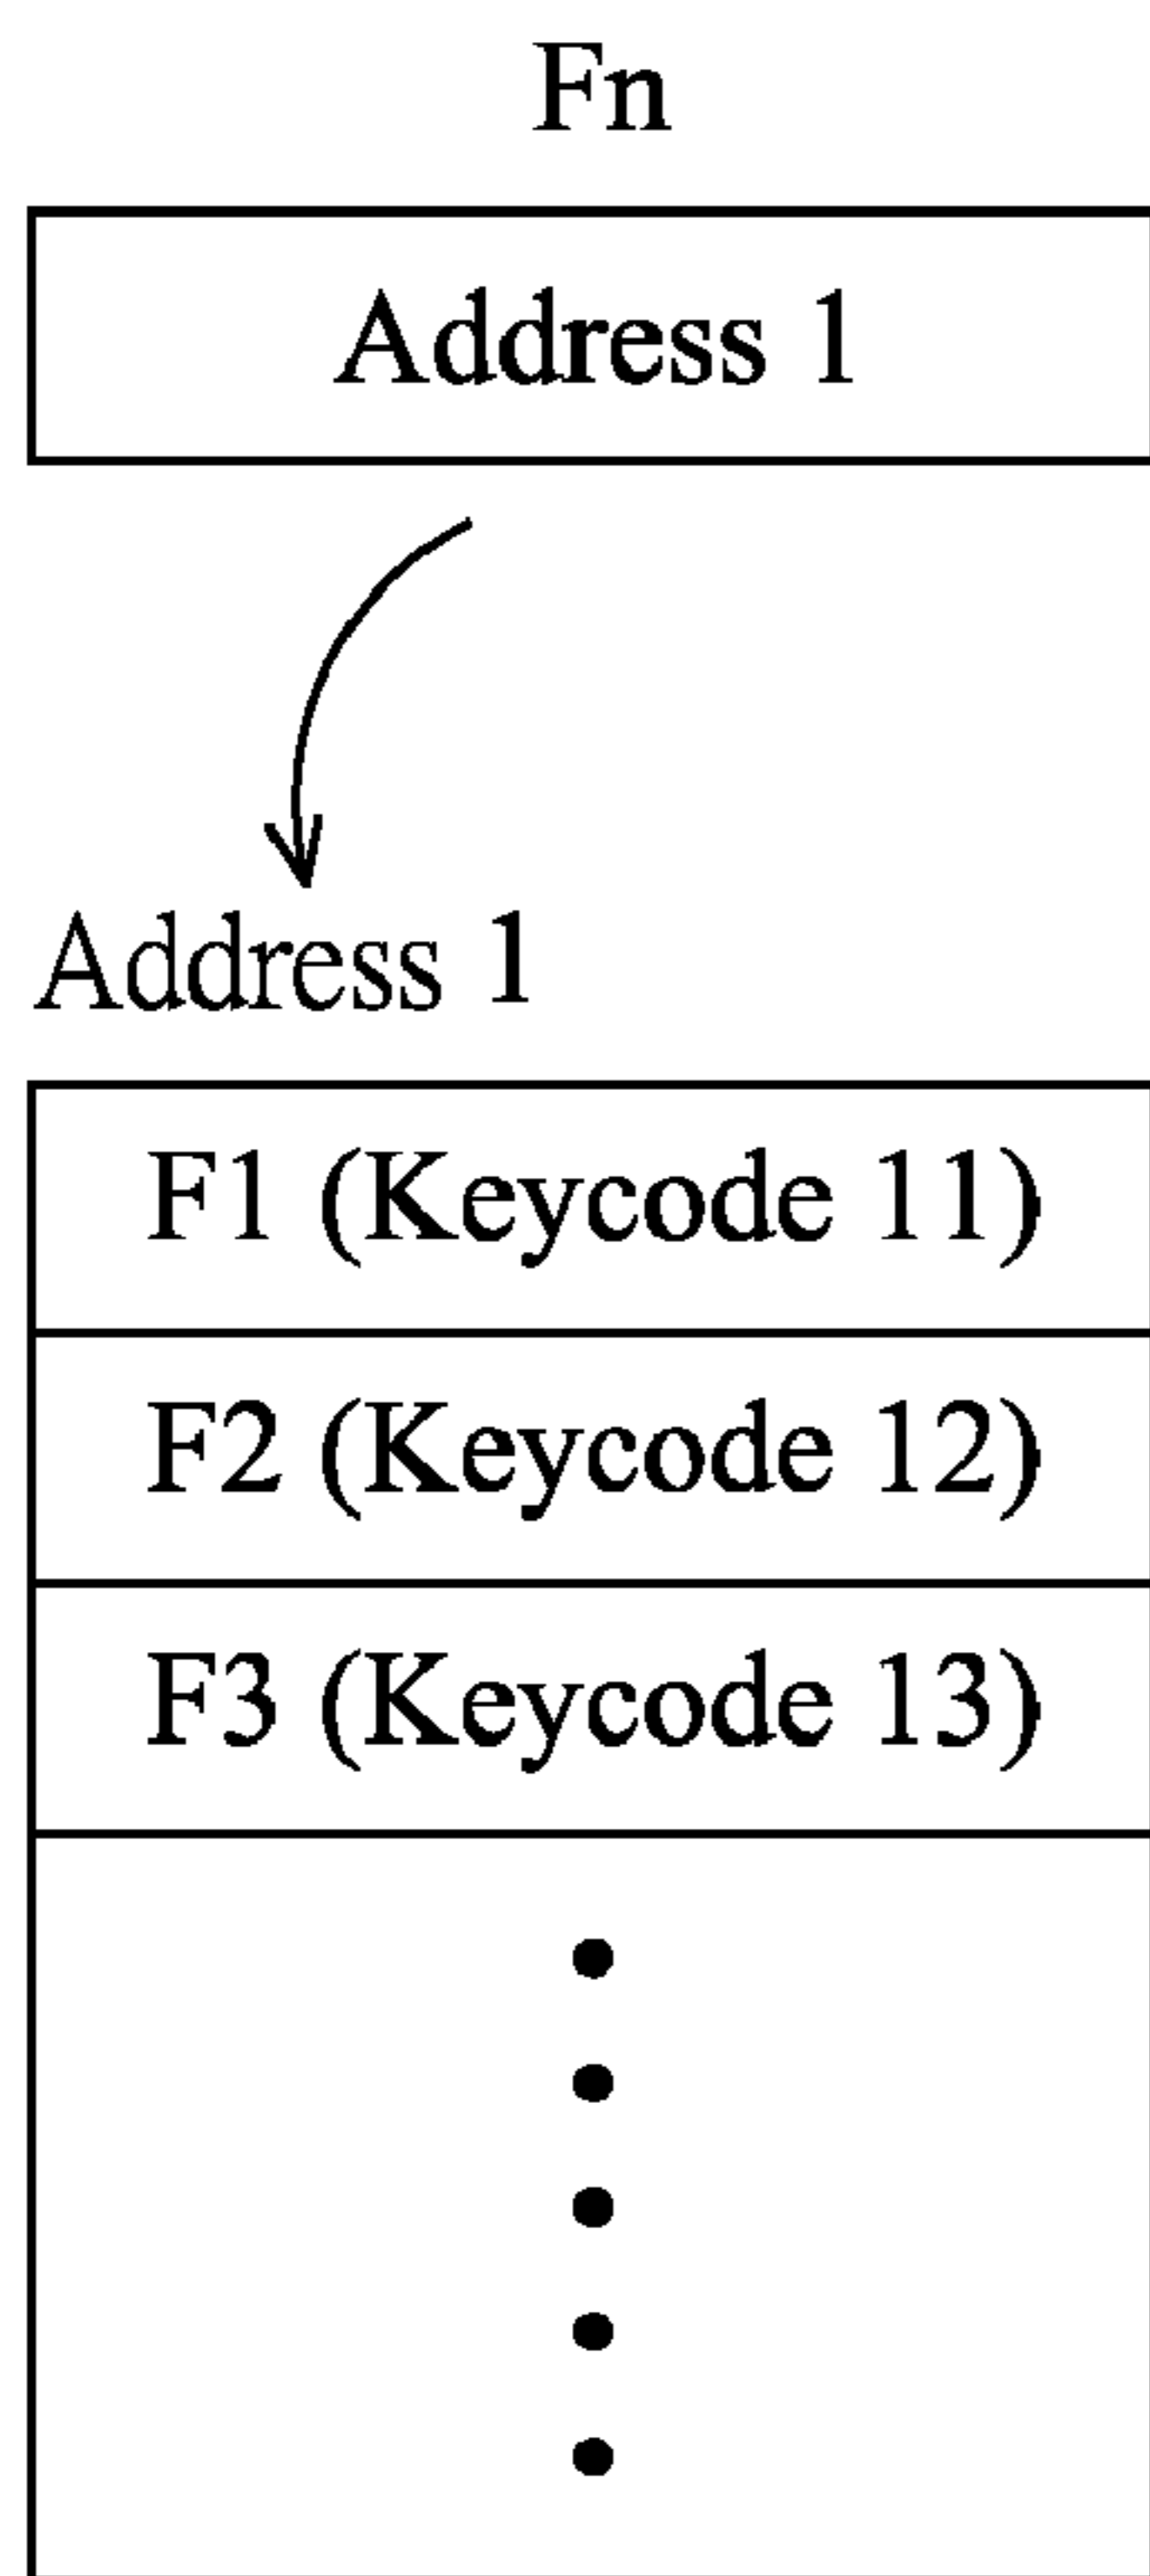 Fn
Address 1
Address 1
F1 (Keycode 11)
F2 (Keycode 12)
F3 (Keycode 13)